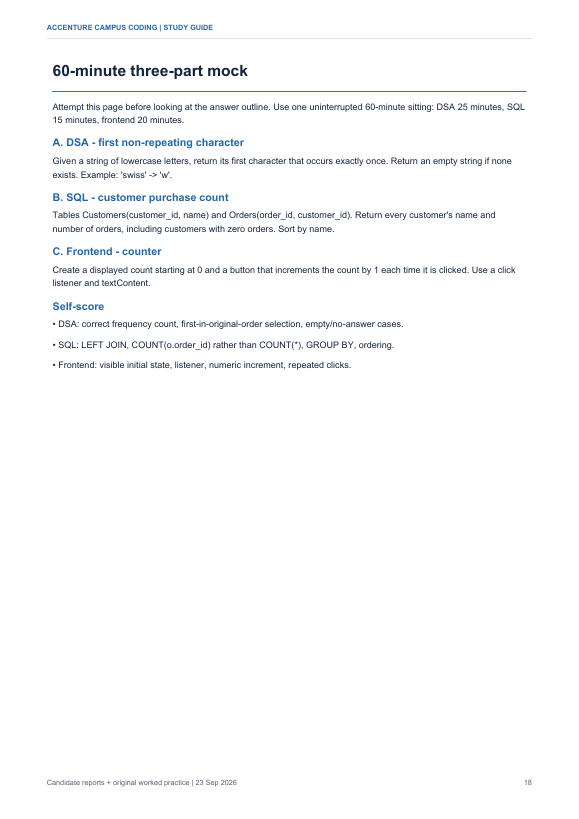 ACCENTURE CAMPUS CODING | STUDY GUIDE
60-minute three-part mock
Attempt this page before looking at the answer outline. Use one uninterrupted 60-minute sitting: DSA 25 minutes, SQL
15 minutes, frontend 20 minutes.
A. DSA - first non-repeating character
Given a string of lowercase letters, return its first character that occurs exactly once. Return an empty string if none
exists. Example: 'swiss' -> 'w'.
B. SQL - customer purchase count
Tables Customers(customer_id, name) and Orders(order_id, customer_id). Return every customer's name and
number of orders, including customers with zero orders. Sort by name.
C. Frontend - counter
Create a displayed count starting at 0 and a button that increments the count by 1 each time it is clicked. Use a click
listener and textContent.
Self-score
• DSA: correct frequency count, first-in-original-order selection, empty/no-answer cases.
• SQL: LEFT JOIN, COUNT(o.order_id) rather than COUNT(*), GROUP BY, ordering.
• Frontend: visible initial state, listener, numeric increment, repeated clicks.
Candidate reports + original worked practice | 23 Sep 2026
18